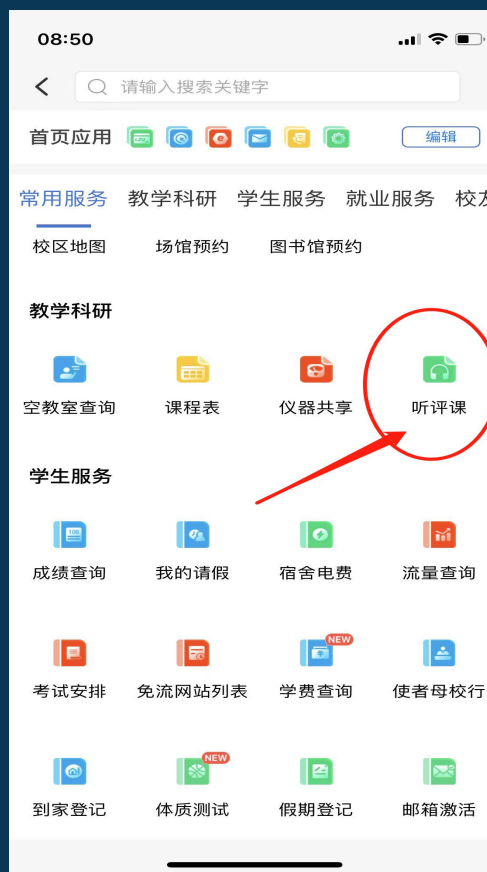 08:50
请输入搜索关键字
首页应用 编辑
常用服务 教学科研 学生服务 就业服务 校友
校区地图 场馆预约 图书馆预约
教学科研
空教室查询 课程表 仪器共享 听评课
学生服务
100
成绩查询 我的请假 宿舍电费 流量查询
NEW
考试安排 免流网站列表 学费查询 使者母校行
NEW
到家登记 体质测试 假期登记 邮箱激活